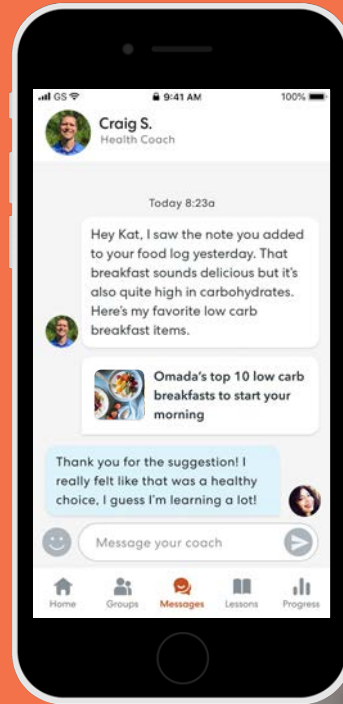 GS 9:41 AM 100%
Craig S.
Health Coach
Today 8:23a
Hey Kat, I saw the note you added
to your food log yesterday. That
breakfast sounds delicious but it's
also quite high in carbohydrates.
Here's my favorite low carb
breakfast items.
Omada's top 10 low carb
breakfasts to start your
morning
Thank you for the suggestion! I
really felt like that was a healthy
choice, I guess I'm learning a lot!
Message your coach
Home Groups Messages Lessons Progress